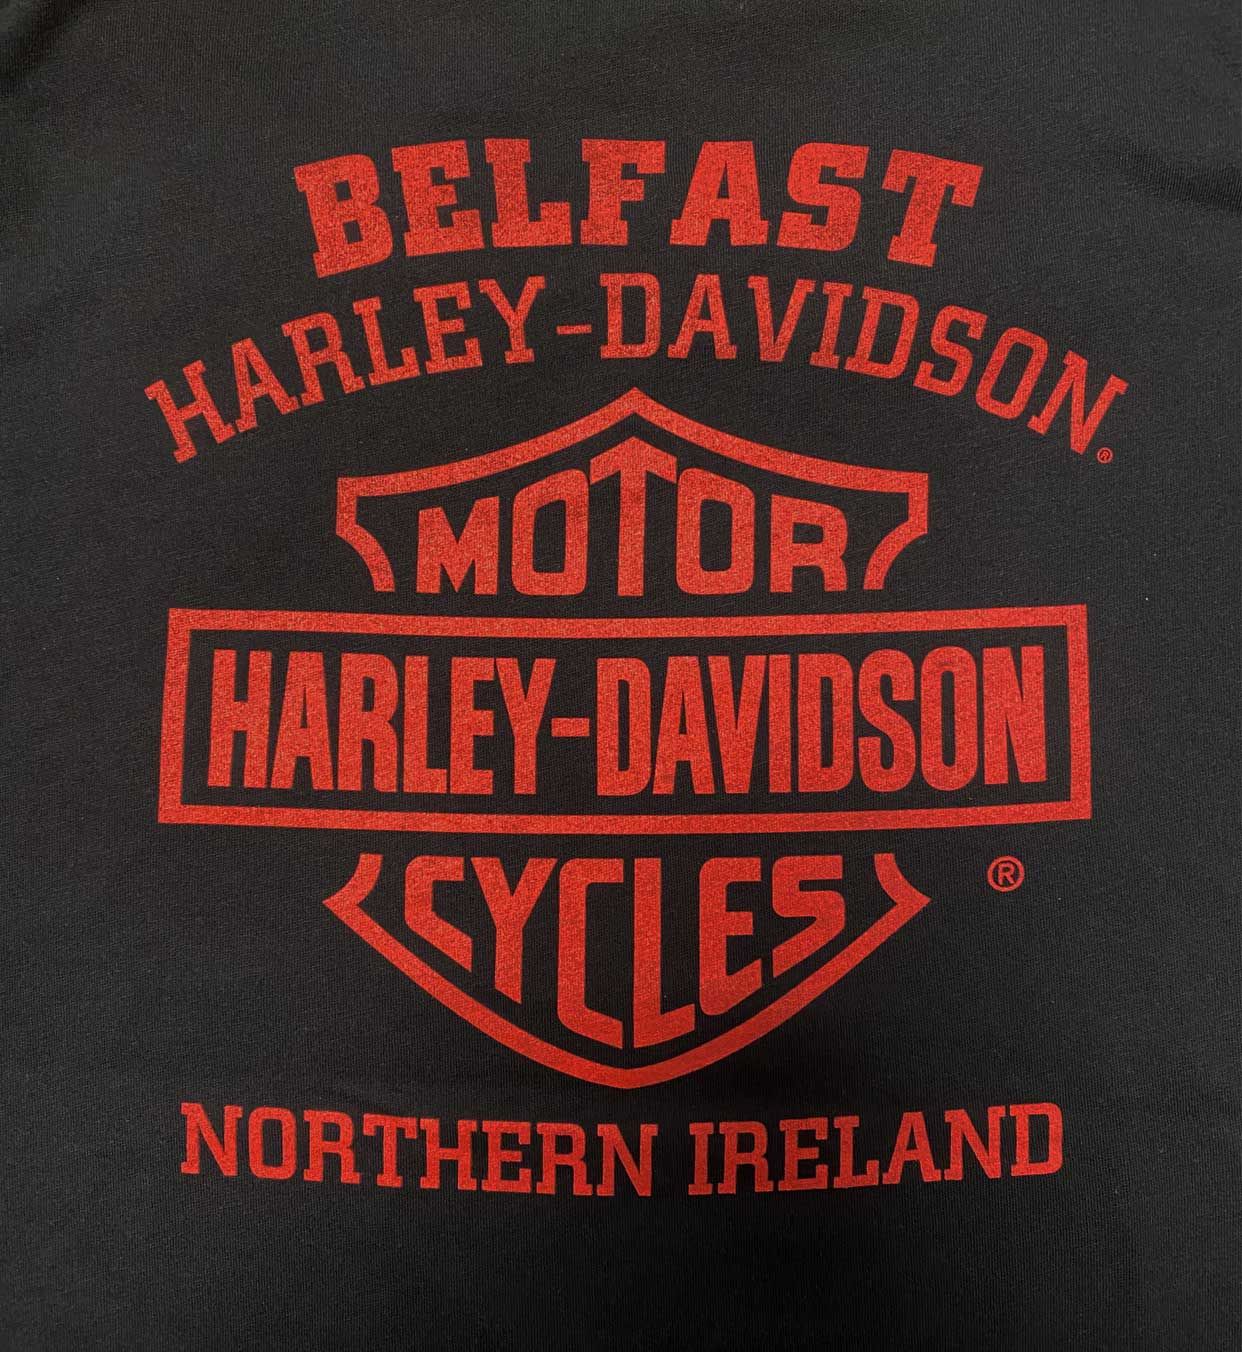 BELFAST
HARLEY-DAVIDSON®
MOTOR
HARLEY-DAVIDSON
CYCLES ®
NORTHERN IRELAND